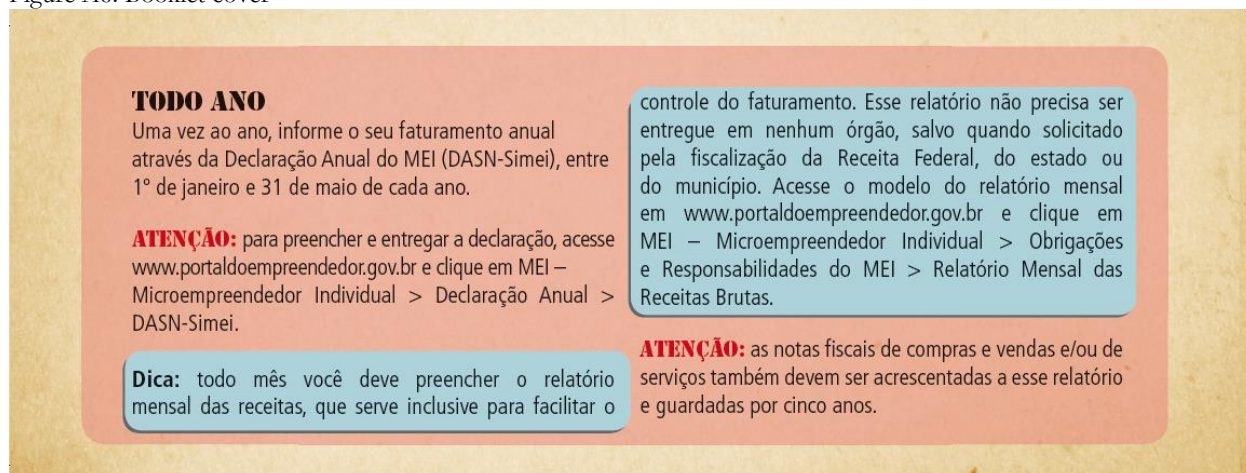 TODO ANO
Uma vez ao ano, informe o seu faturamento anual
através da Declaração Anual do MEI (DASN-Simei), entre
1º de janeiro e 31 de maio de cada ano.
ATENÇÃO: para preencher e entregar a declaração, acesse
www.portaldoempreendedor.gov.br e clique em MEI –
Microempreendedor Individual > Declaração Anual >
DASN-Simei.
Dica: todo mês você deve preencher o relatório
mensal das receitas, que serve inclusive para facilitar o
controle do faturamento. Esse relatório não precisa ser
entregue em nenhum órgão, salvo quando solicitado
pela fiscalização da Receita Federal, do estado ou
do município. Acesse o modelo do relatório mensal
em www.portaldoempreendedor.gov.br e clique em
MEI – Microempreendedor Individual > Obrigações
e Responsabilidades do MEI > Relatório Mensal das
Receitas Brutas.
ATENÇÃO: as notas fiscais de compras e vendas e/ou de
serviços também devem ser acrescentadas a esse relatório
e guardadas por cinco anos.